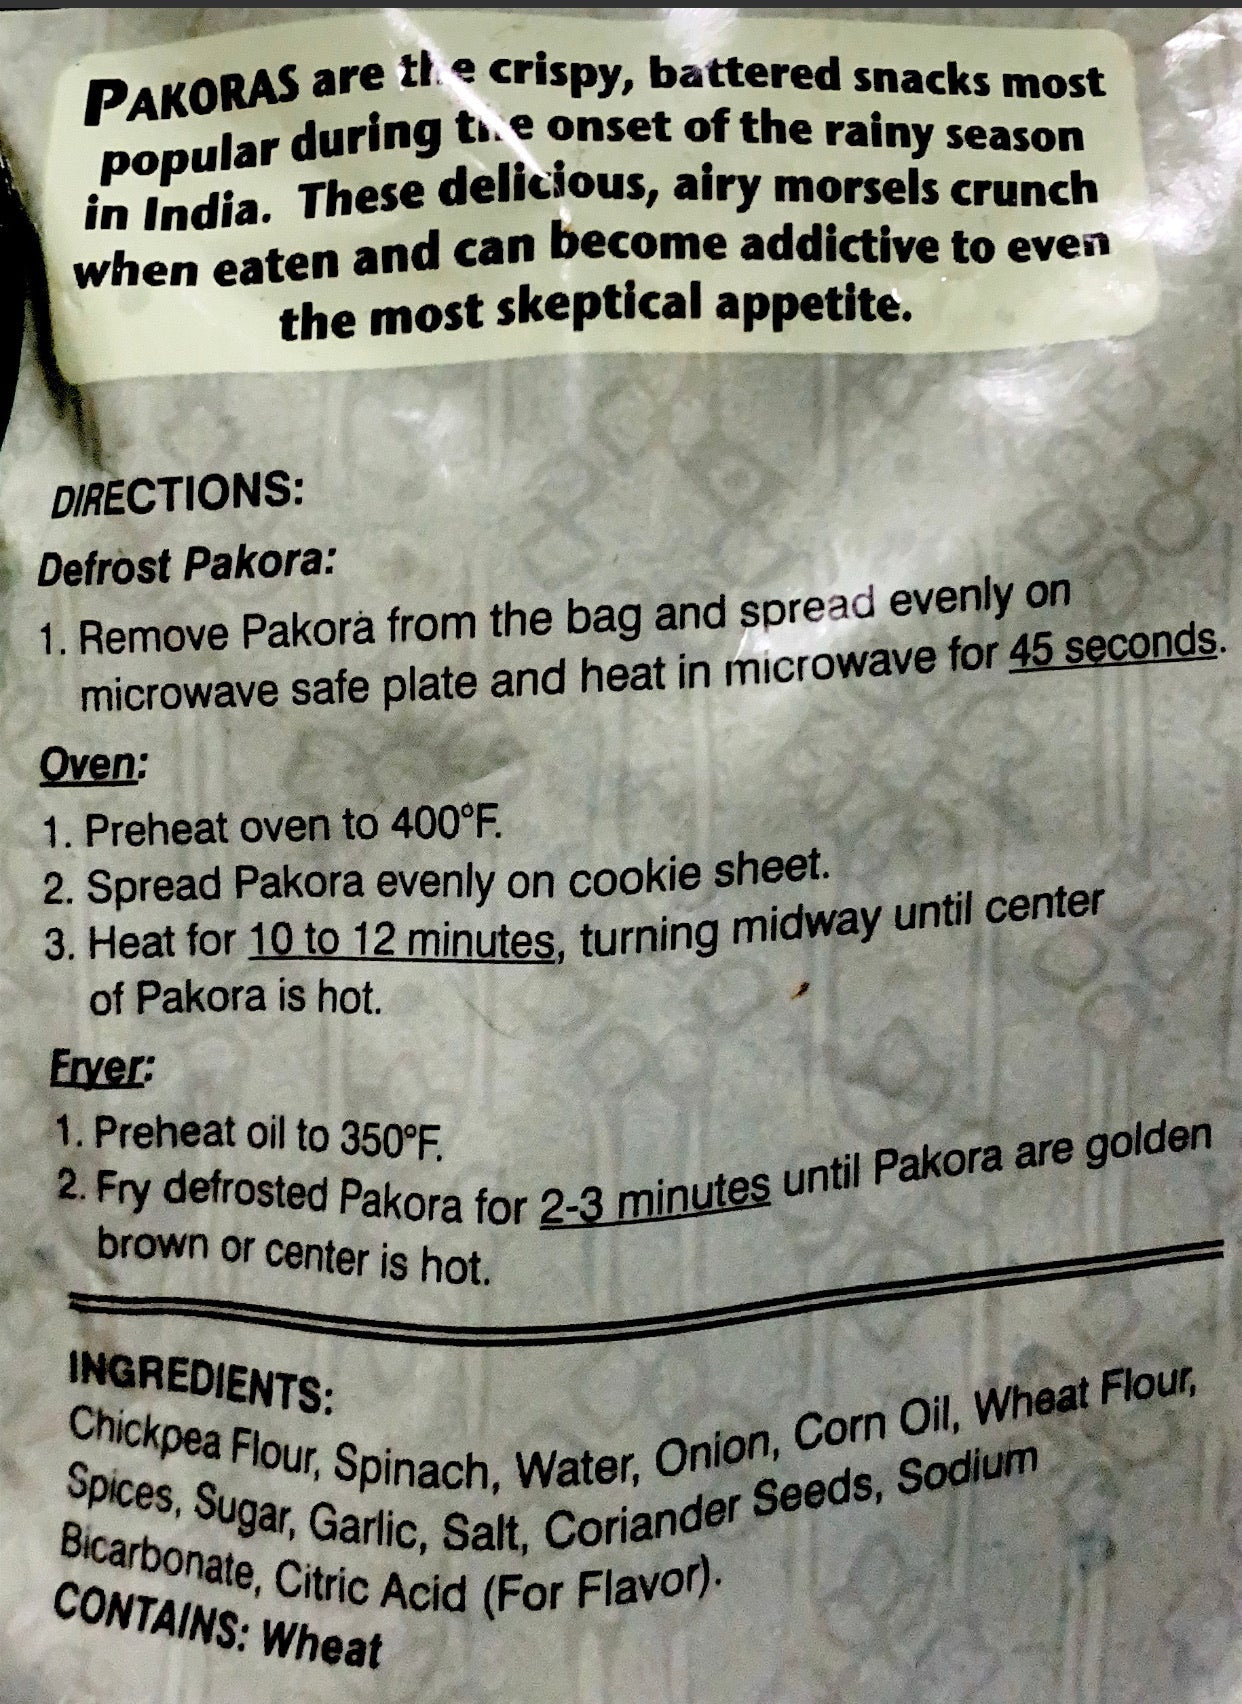 PAKORAS are the crispy, battered snacks most
popular during the onset of the rainy season
in India. These delicious, airy morsels crunch
when eaten and can become addictive to even
the most skeptical appetite.
DIRECTIONS:
Defrost Pakora:
1. Remove Pakora from the bag and spread evenly on
microwave safe plate and heat in microwave for 45 seconds.
Oven:
1. Preheat oven to 400°F.
2. Spread Pakora evenly on cookie sheet.
3. Heat for 10 to 12 minutes, turning midway until center
of Pakora is hot.
Fryer:
1. Preheat oil to 350°F.
2. Fry defrosted Pakora for 2-3 minutes until Pakora are golden
brown or center is hot.
INGREDIENTS:
Chickpea Flour, Spinach, Water, Onion, Corn Oil, Wheat Flour,
Spices, Sugar, Garlic, Salt, Coriander Seeds, Sodium
Bicarbonate, Citric Acid (For Flavor).
CONTAINS: Wheat